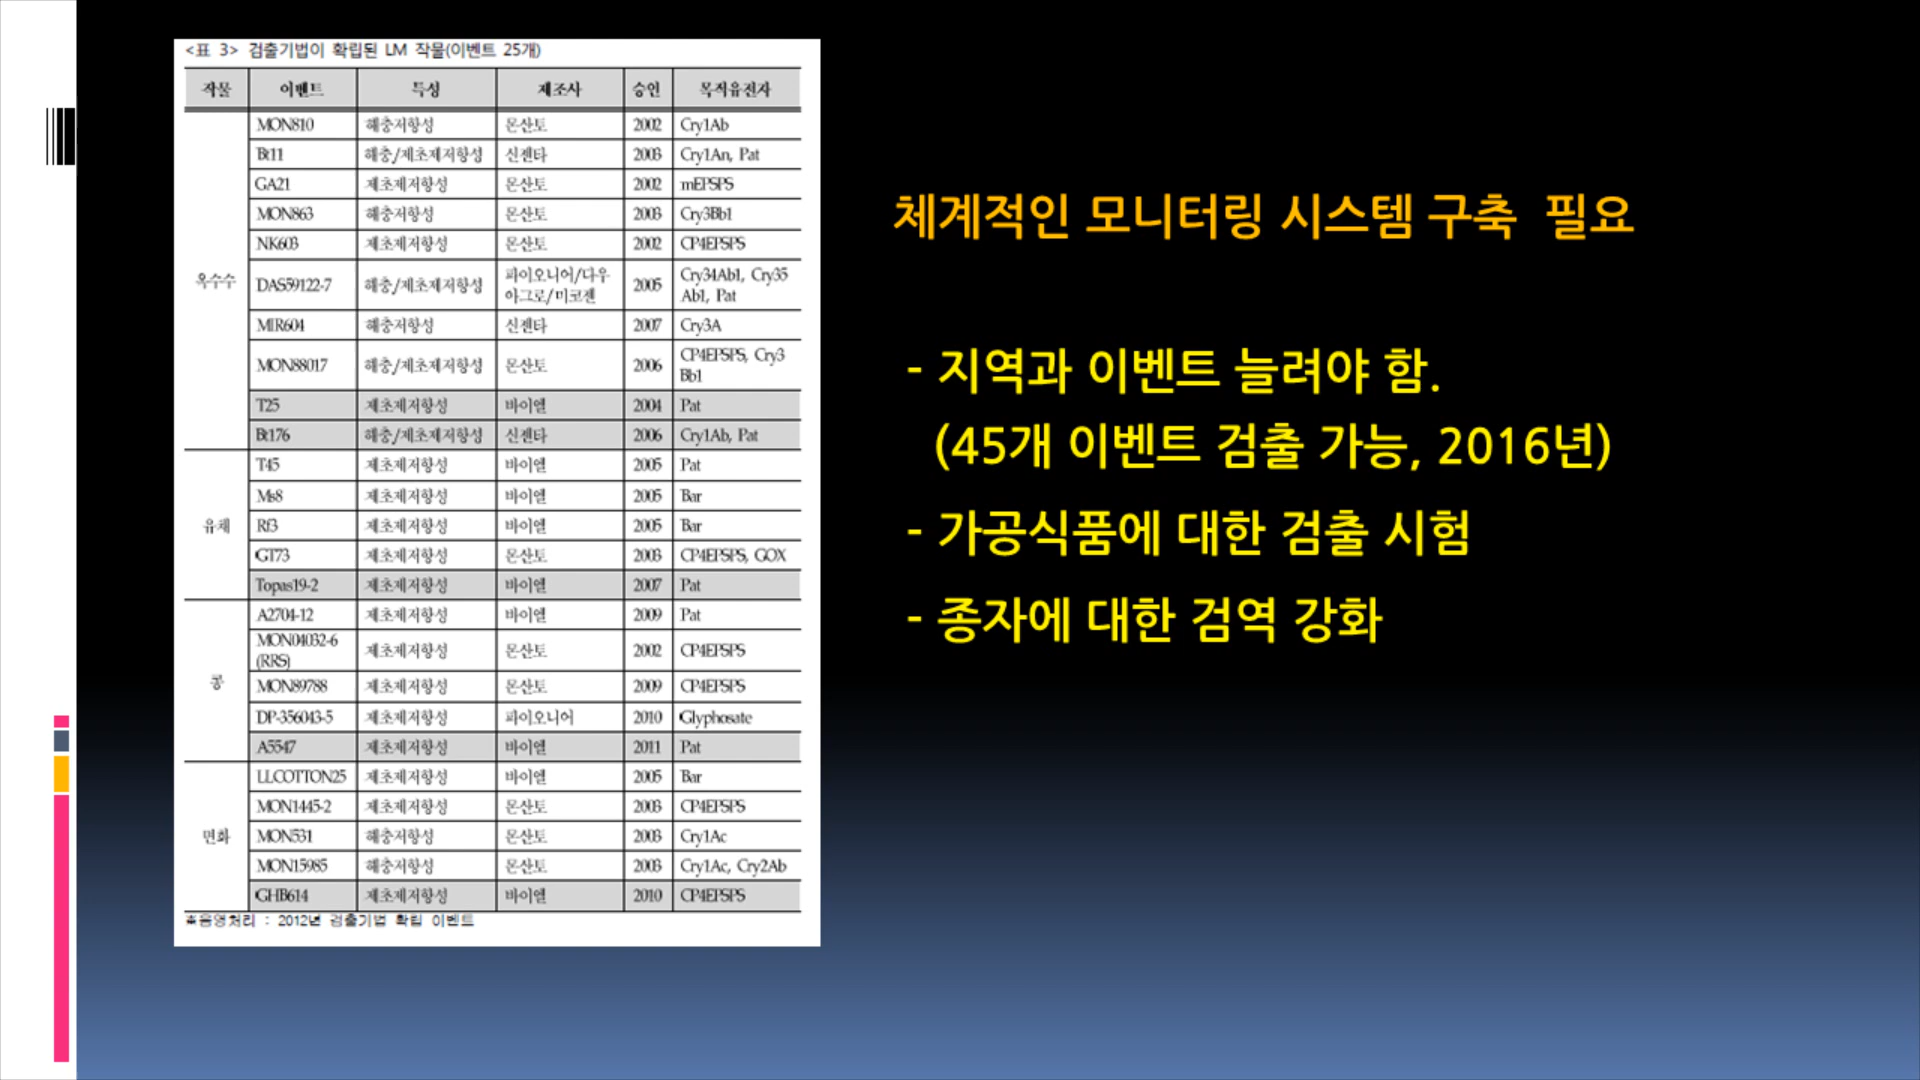 <표 3> 검출기법이 확립된 LM 작물(이벤트 25개)
작물 이벤트 특성 제조사 승인 목적유전자
옥수수
MON810 해충저항성 몬산토 2002 Cry1Ab
Bt11 해충/제초제저항성 신젠타 2003 Cry1An, Pat
GA21 제초제저항성 몬산토 2002 mEPSPS
MON863 해충저항성 몬산토 2003 Cry3Bb1
NK603 제초제저항성 몬산토 2002 CP4EPSPS
DAS59122-7 해충/제초제저항성 파이오니어/다우아그로/미코젠 2005 Cry34Ab1, Cry35Ab1, Pat
MIR604 해충저항성 신젠타 2007 Cry3A
MON88017 해충/제초제저항성 몬산토 2006 CP4EPSPS, Cry3Bb1
T25 제초제저항성 바이엘 2004 Pat
Bt176 해충/제초제저항성 신젠타 2006 Cry1Ab, Pat
유채
T45 제초제저항성 바이엘 2005 Pat
Ms8 제초제저항성 바이엘 2005 Bar
Rf3 제초제저항성 바이엘 2005 Bar
GT73 제초제저항성 몬산토 2003 CP4EPSPS, GOX
Topas19-2 제초제저항성 바이엘 2007 Pat
콩
A2704-12 제초제저항성 바이엘 2009 Pat
MON04032-6 (RRS) 제초제저항성 몬산토 2002 CP4EPSPS
MON89788 제초제저항성 몬산토 2009 CP4EPSPS
DP-356043-5 제초제저항성 파이오니어 2010 Glyphosate
A5547 제초제저항성 바이엘 2011 Pat
면화
LLCOTTON25 제초제저항성 바이엘 2005 Bar
MON1445-2 제초제저항성 몬산토 2003 CP4EPSPS
MON531 해충저항성 몬산토 2003 Cry1Ac
MON15985 해충저항성 몬산토 2003 Cry1Ac, Cry2Ab
GHB614 제초제저항성 바이엘 2010 CP4EPSPS
※음영처리 : 2012년 검출기법 확립 이벤트
체계적인 모니터링 시스템 구축 필요
- 지역과 이벤트 늘려야 함.
(45개 이벤트 검출 가능, 2016년)
- 가공식품에 대한 검출 시험
- 종자에 대한 검역 강화